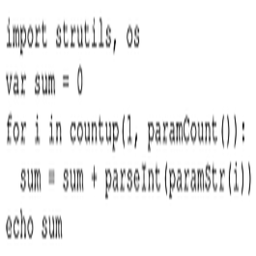 import strutils, os
var sum = 0
for i in countup(1, paramCount()):
  sum = sum + parseInt(paramStr(i))
echo sum